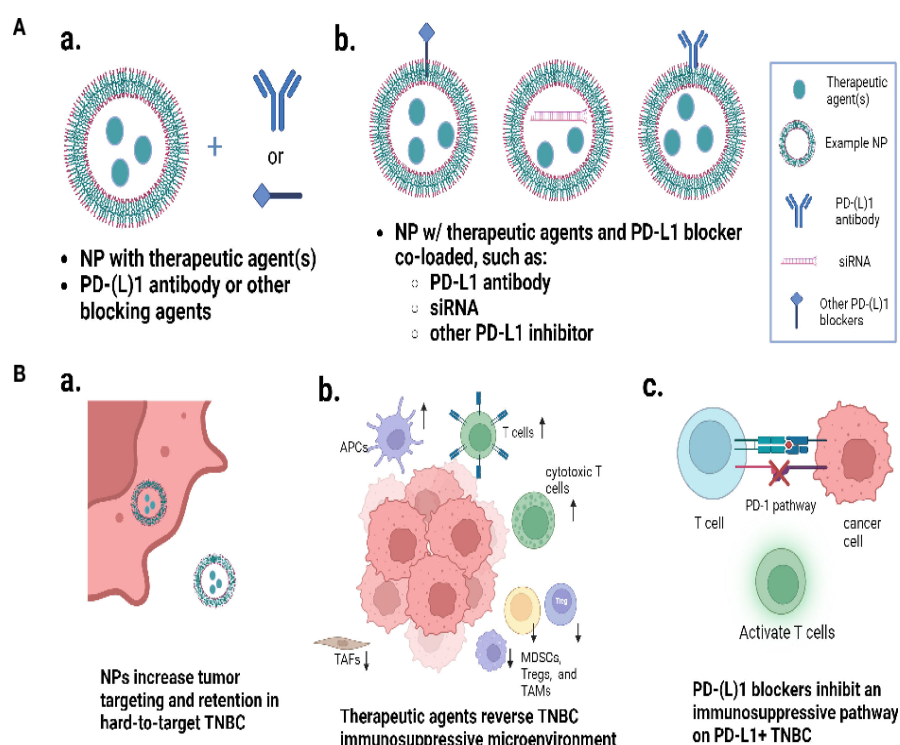 A
a.
+
or
• NP with therapeutic agent(s)
• PD-(L)1 antibody or other
blocking agents
b.
• NP w/ therapeutic agents and PD-L1 blocker
co-loaded, such as:
○ PD-L1 antibody
○ siRNA
○ other PD-L1 inhibitor
Therapeutic
agent(s)
Example NP
PD-(L)1
antibody
siRNA
Other PD-(L)1
blockers
B
a.
NPs increase tumor
targeting and retention in
hard-to-target TNBC
b.
APCs
T cells
cytotoxic T
cells
Treg
TAFs
MDSCs,
Tregs, and
TAMs
Therapeutic agents reverse TNBC
immunosuppressive microenvironment
c.
PD-1 pathway
T cell
cancer
cell
Activate T cells
PD-(L)1 blockers inhibit an
immunosuppressive pathway
on PD-L1+ TNBC